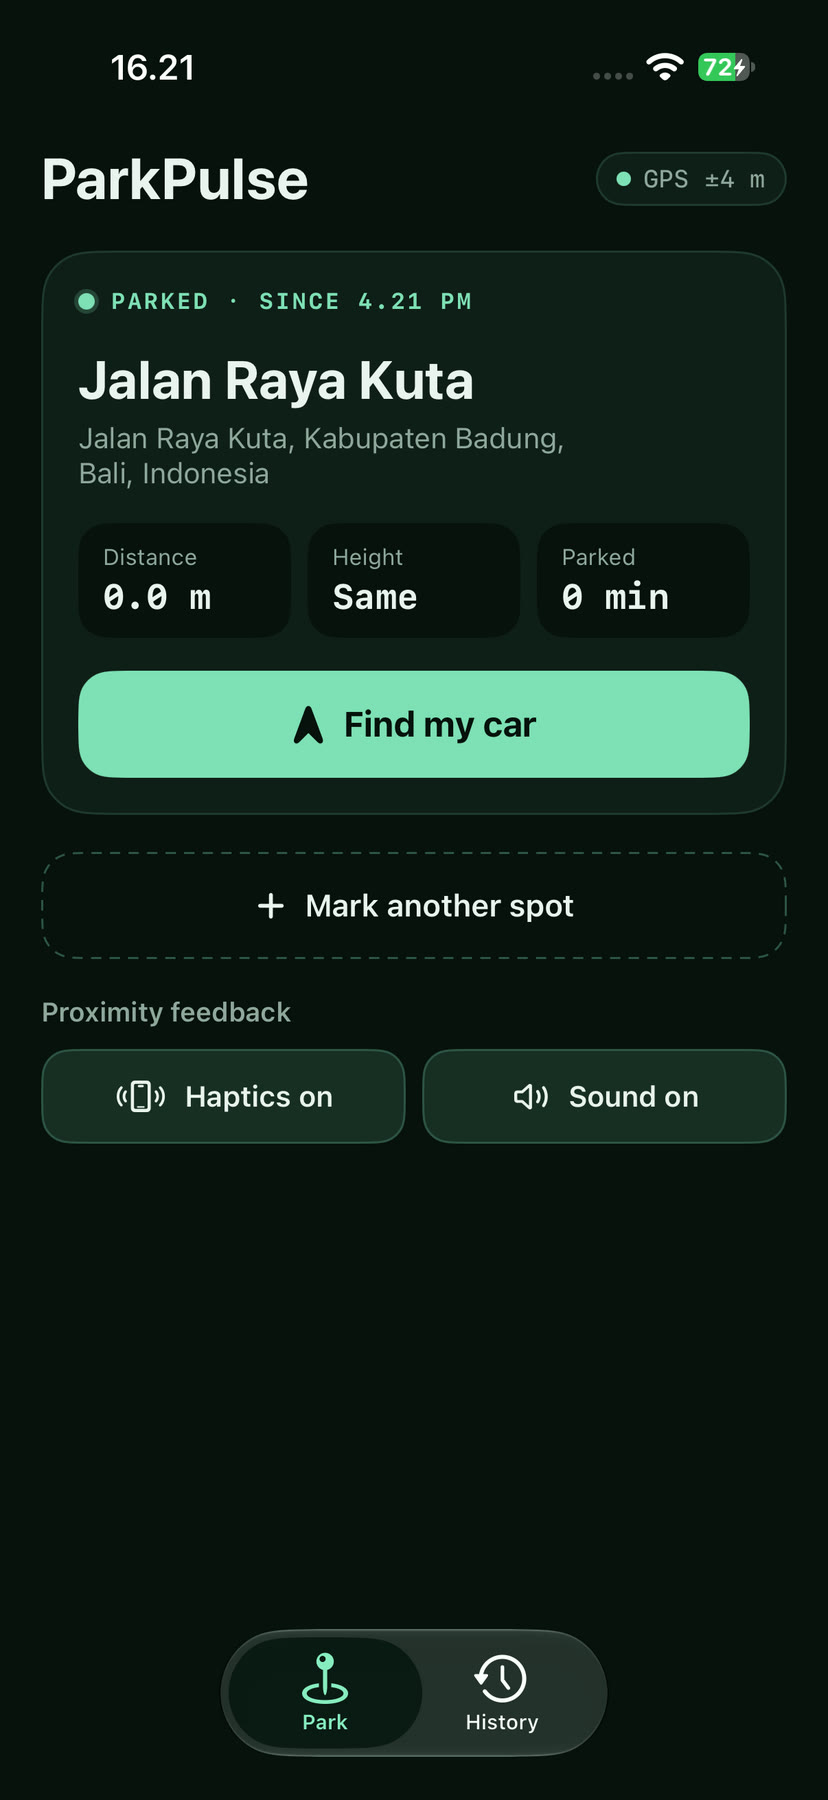 16.21
72
ParkPulse
GPS ±4 m
PARKED · SINCE 4.21 PM
Jalan Raya Kuta
Jalan Raya Kuta, Kabupaten Badung,
Bali, Indonesia
Distance
0.0 m
Height
Same
Parked
0 min
Find my car
Mark another spot
Proximity feedback
Haptics on
Sound on
Park
History